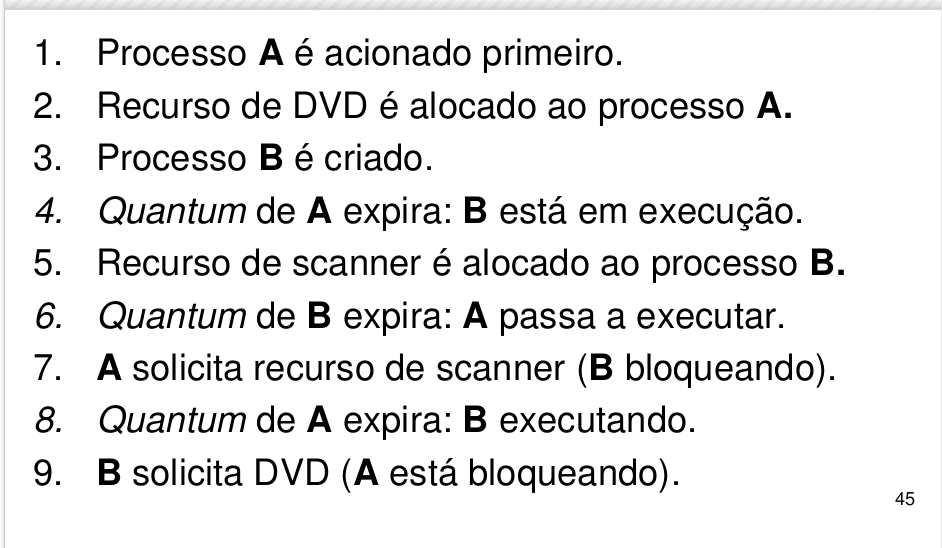 1. Processo A é acionado primeiro.
2. Recurso de DVD é alocado ao processo A.
3. Processo B é criado.
4. Quantum de A expira: B está em execução.
5. Recurso de scanner é alocado ao processo B.
6. Quantum de B expira: A passa a executar.
7. A solicita recurso de scanner (B bloqueando).
8. Quantum de A expira: B executando.
9. B solicita DVD (A está bloqueando).
45